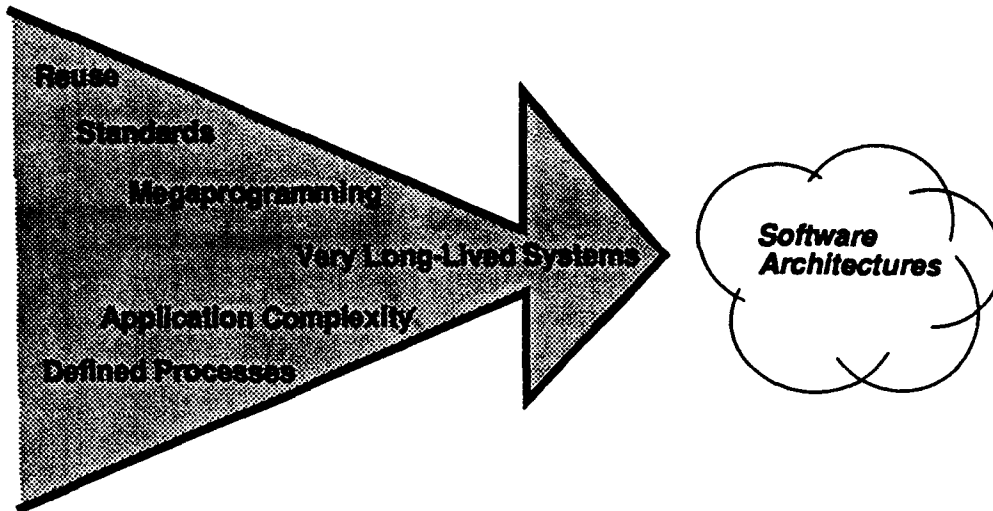 Reuse
Standards
Megaprogramming
Very Long-Lived Systems
Application Complexity
Defined Processes
Software
Architectures